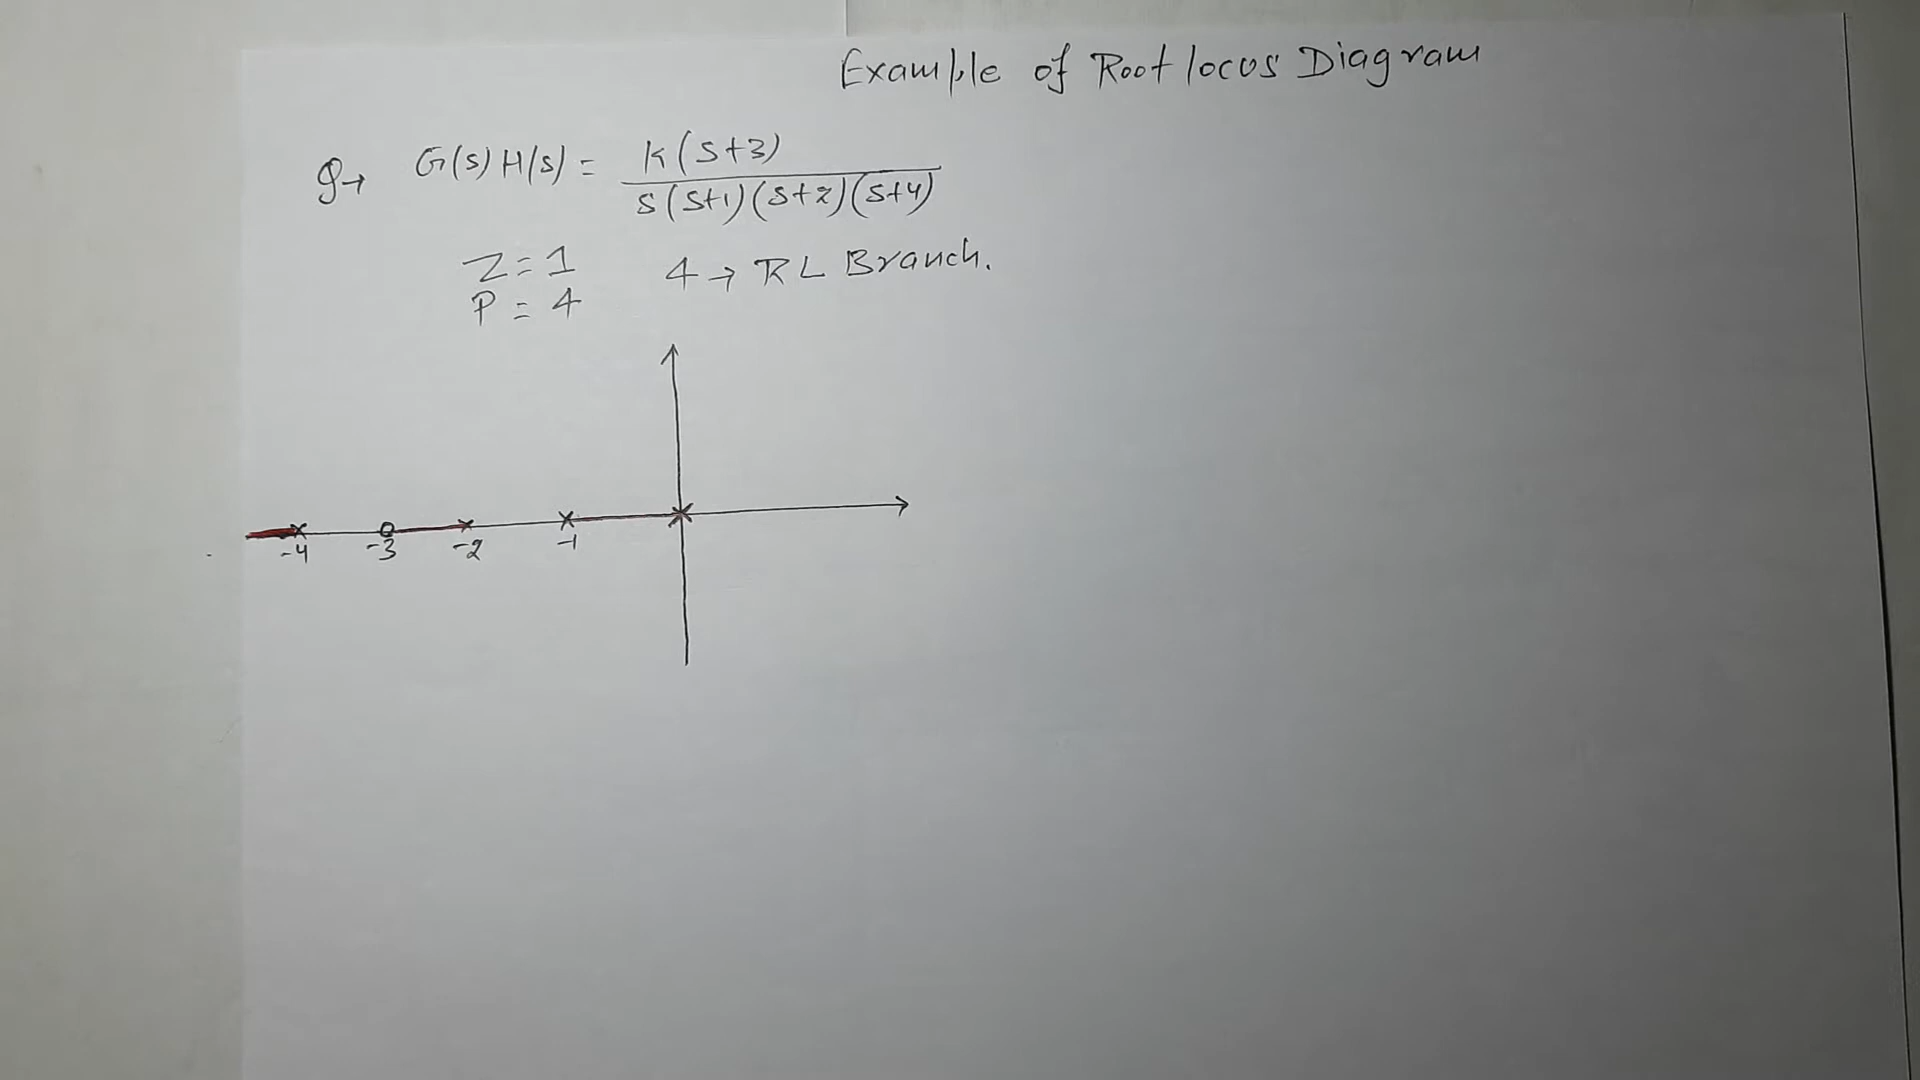 Example of Root locus Diagram
Q→ G(s) H(s) = K(S+3) / S(S+1)(S+2)(S+4)
Z=1 4 → RL Branch.
P = 4
-4 -3 -2 -1